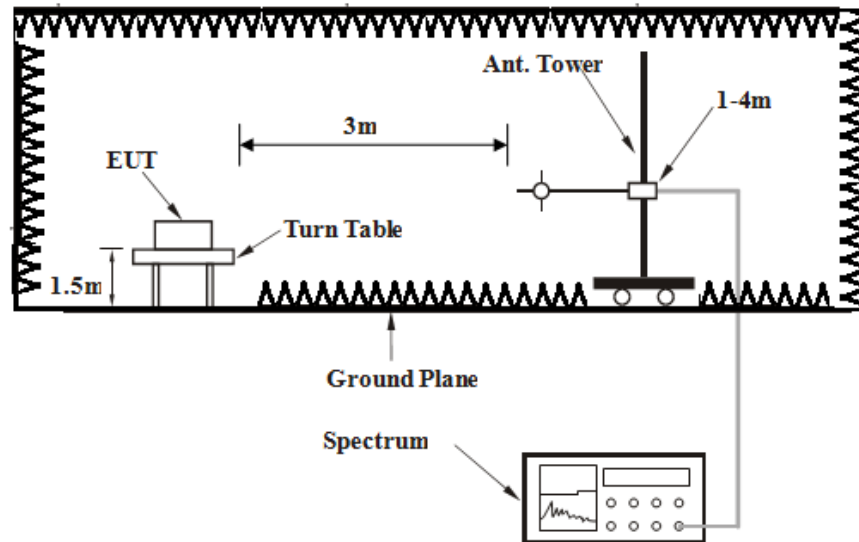 Ant. Tower
1-4m
3m
EUT
Turn Table
1.5m
Ground Plane
Spectrum